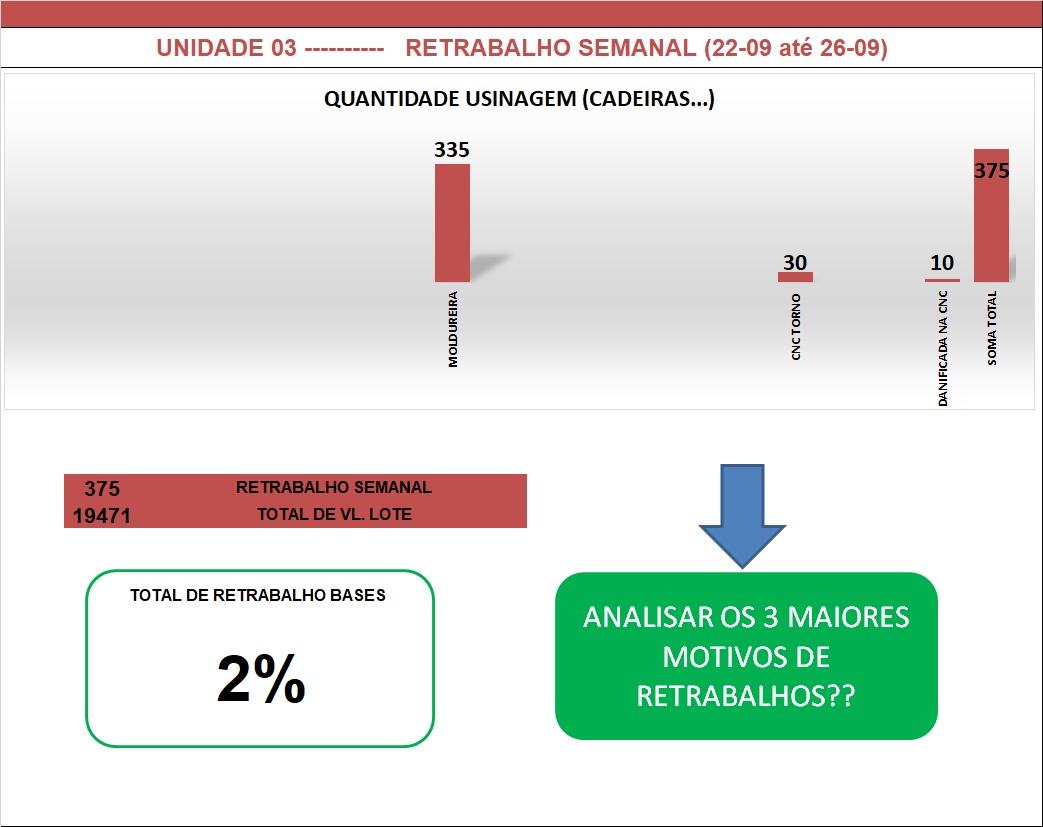 UNIDADE 03 ---------- RETRABALHO SEMANAL (22-09 até 26-09)
QUANTIDADE USINAGEM (CADEIRAS...)
335
30
10
375
MOLDUREIRA
CNC TORNO
DANIFICADA NA CNC
SOMA TOTAL
375 RETRABALHO SEMANAL
19471 TOTAL DE VL. LOTE
TOTAL DE RETRABALHO BASES
2%
ANALISAR OS 3 MAIORES
MOTIVOS DE
RETRABALHOS??